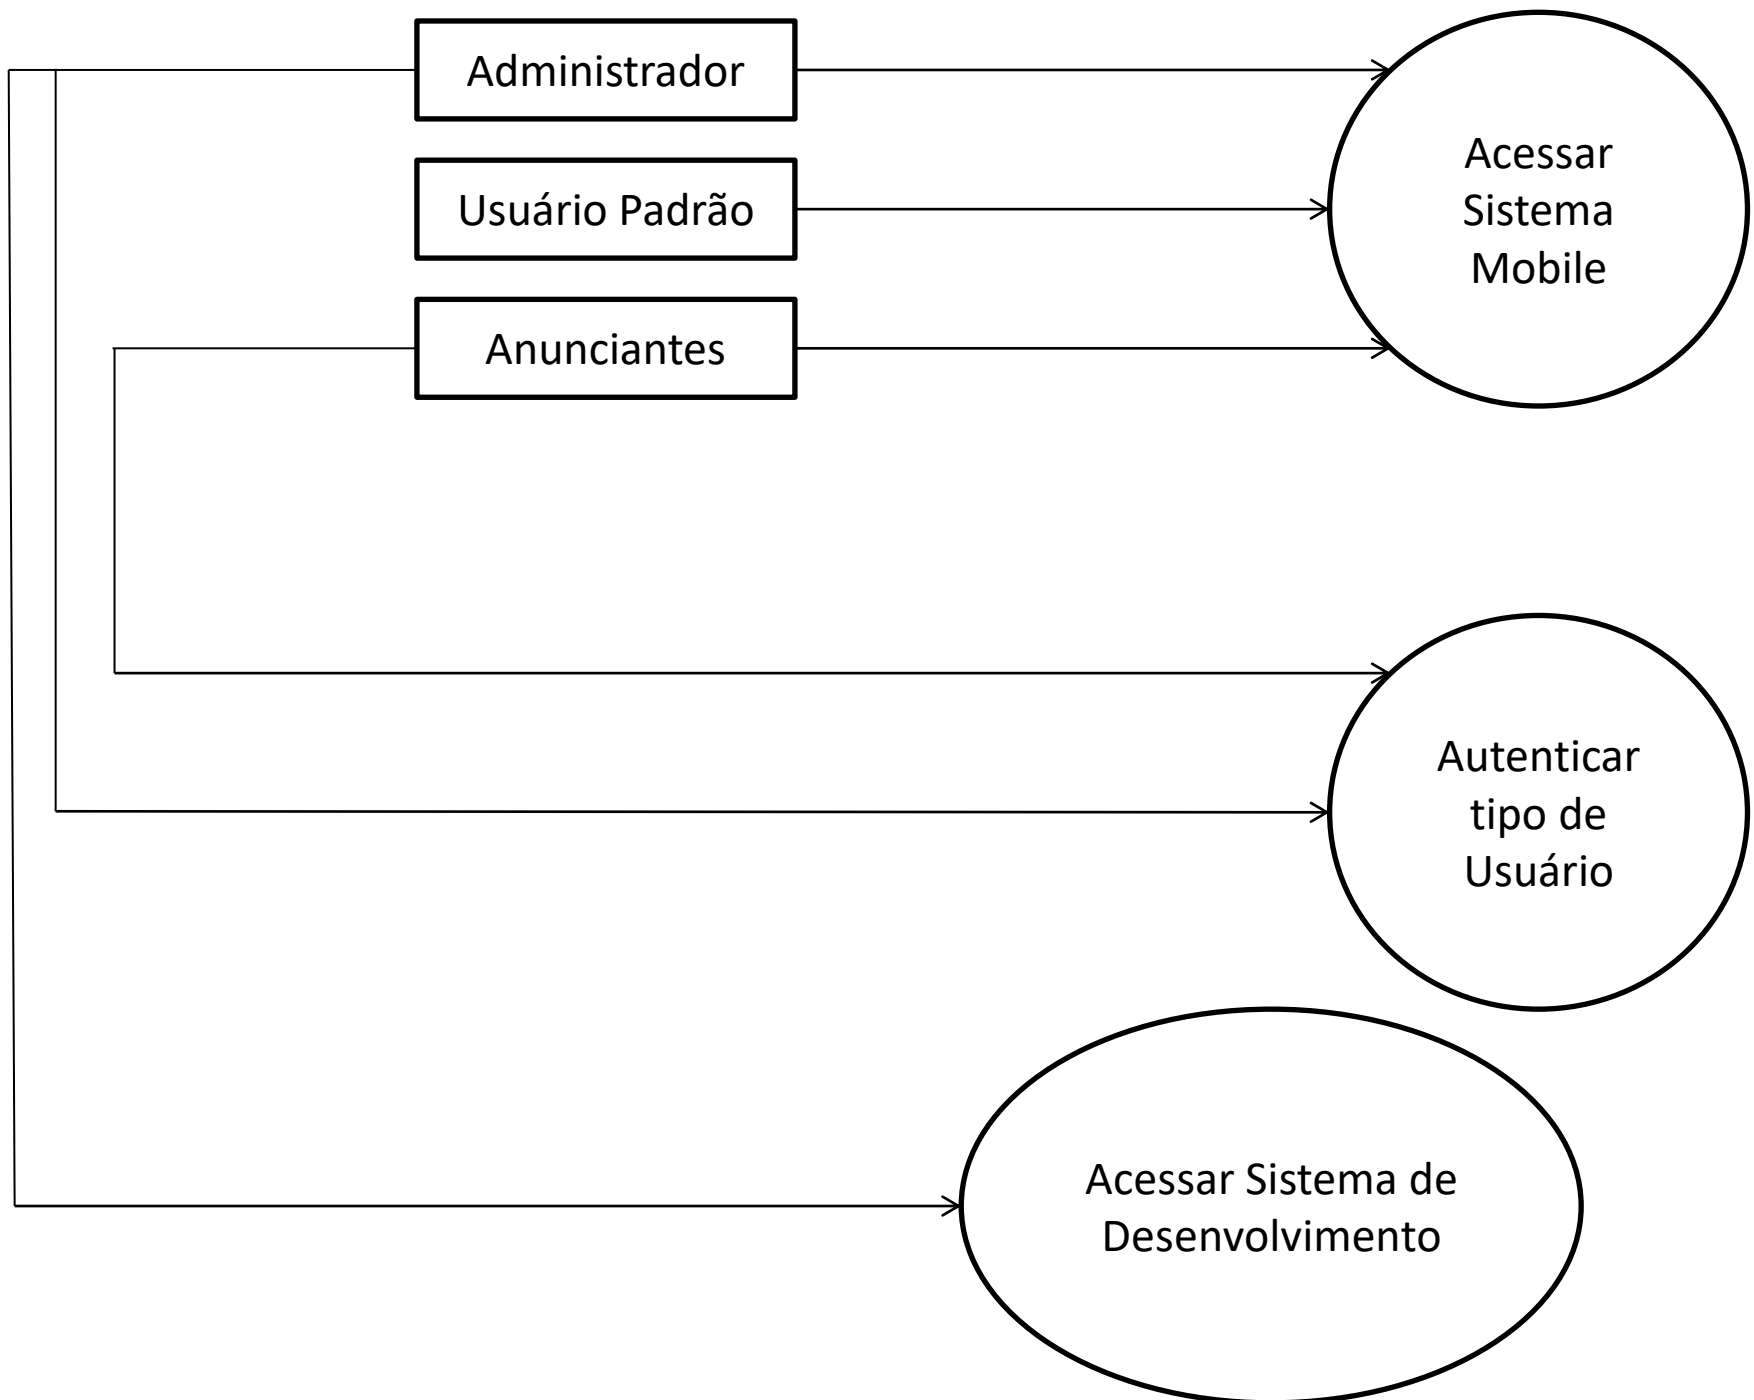 Administrador
Usuário Padrão
Anunciantes
Acessar
Sistema
Mobile
Autenticar
tipo de
Usuário
Acessar Sistema de
Desenvolvimento